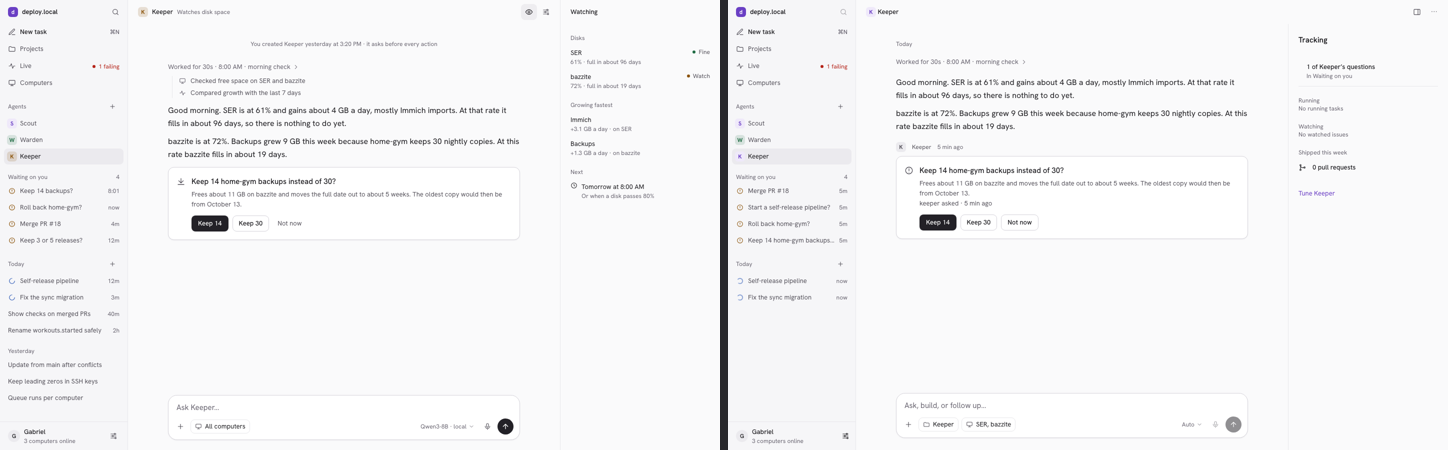 d deploy.local
New task ⌘N
Projects
Live 1 failing
Computers
Agents
S Scout
W Warden
K Keeper
Waiting on you 4
Keep 14 backups? 8:01
Roll back home-gym? now
Merge PR #18 4m
Keep 3 or 5 releases? 12m
Today
Self-release pipeline 12m
Fix the sync migration 3m
Show checks on merged PRs 40m
Rename workouts.started safely 2h
Yesterday
Update from main after conflicts
Keep leading zeros in SSH keys
Queue runs per computer
G Gabriel
3 computers online
K Keeper Watches disk space
You created Keeper yesterday at 3:20 PM · it asks before every action
Worked for 30s · 8:00 AM · morning check
Checked free space on SER and bazzite
Compared growth with the last 7 days
Good morning. SER is at 61% and gains about 4 GB a day, mostly Immich imports. At that rate it
fills in about 96 days, so there is nothing to do yet.
bazzite is at 72%. Backups grew 9 GB this week because home-gym keeps 30 nightly copies. At this
rate bazzite fills in about 19 days.
Keep 14 home-gym backups instead of 30?
Frees about 11 GB on bazzite and moves the full date out to about 5 weeks. The oldest copy would then be
from October 13.
Keep 14 Keep 30 Not now
Ask Keeper...
All computers Qwen3-8B · local
Watching
Disks
SER Fine
61% · full in about 96 days
bazzite Watch
72% · full in about 19 days
Growing fastest
Immich
+3.1 GB a day · on SER
Backups
+1.3 GB a day · on bazzite
Next
Tomorrow at 8:00 AM
Or when a disk passes 80%
d deploy.local
New task ⌘N
Projects
Live 1 failing
Computers
Agents
S Scout
W Warden
K Keeper
Waiting on you 4
Merge PR #18 5m
Start a self-release pipeline? 5m
Roll back home-gym? 5m
Keep 14 home-gym backups... 5m
Today
Self-release pipeline now
Fix the sync migration now
G Gabriel
3 computers online
K Keeper
Today
Worked for 30s · 8:00 AM · morning check
Good morning. SER is at 61% and gains about 4 GB a day, mostly Immich imports. At that rate it
fills in about 96 days, so there is nothing to do yet.
bazzite is at 72%. Backups grew 9 GB this week because home-gym keeps 30 nightly copies. At this
rate bazzite fills in about 19 days.
K Keeper 5 min ago
Keep 14 home-gym backups instead of 30?
Frees about 11 GB on bazzite and moves the full date out to about 5 weeks. The oldest copy would then be
from October 13.
keeper asked · 5 min ago
Keep 14 Keep 30 Not now
Ask, build, or follow up...
Keeper SER, bazzite Auto
Tracking
1 of Keeper's questions
In Waiting on you
Running
No running tasks
Watching
No watched issues
Shipped this week
0 pull requests
Tune Keeper